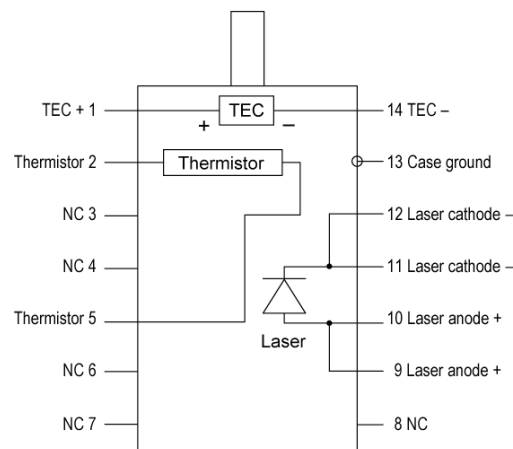 TEC + 1
TEC
14 TEC –
+
–
Thermistor 2
Thermistor
13 Case ground
NC 3
12 Laser cathode –
NC 4
11 Laser cathode –
Thermistor 5
10 Laser anode +
Laser
NC 6
9 Laser anode +
NC 7
8 NC